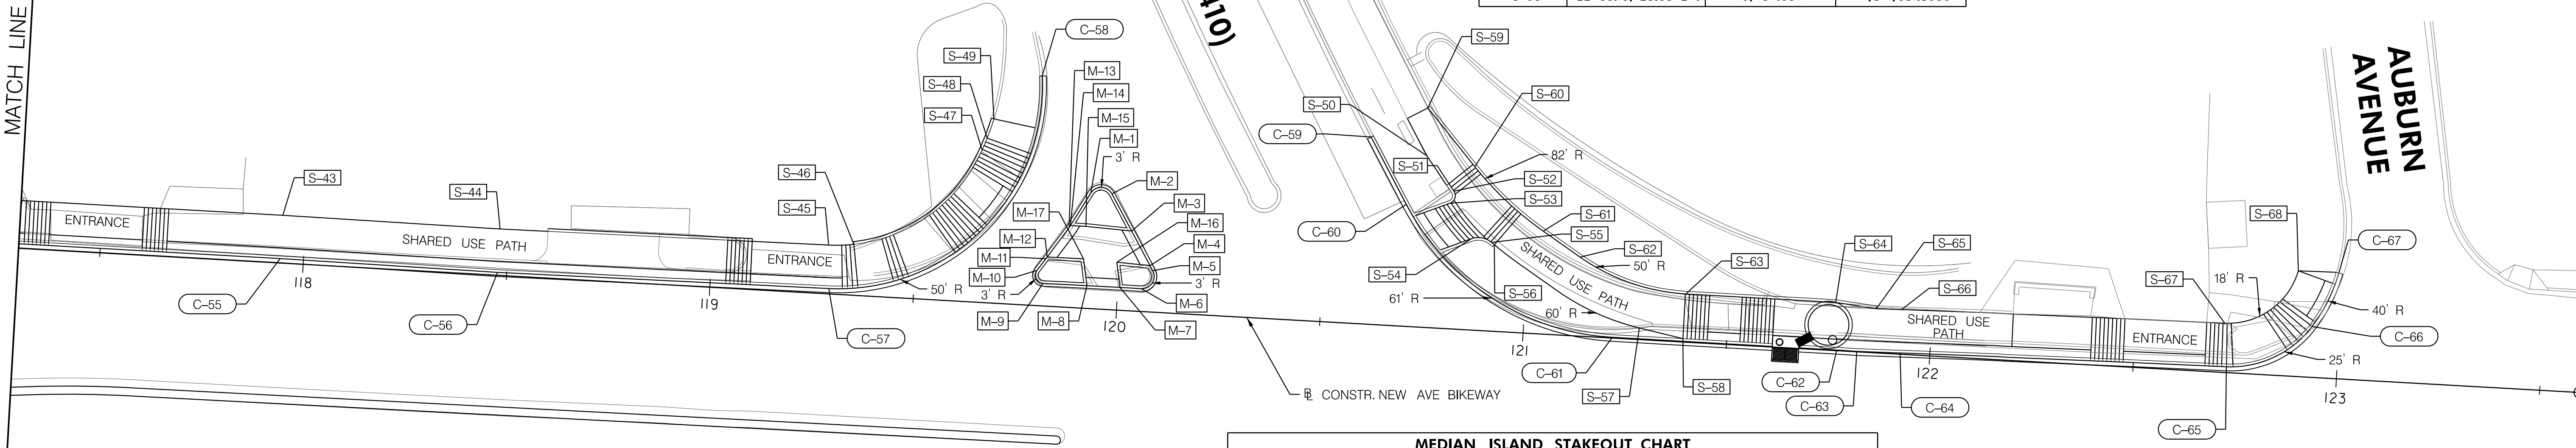 MATCH LINE
410)
AUBURN
AVENUE
C-58
S-49
S-48
S-47
M-13
M-14
M-15
M-1
3' R
M-2
M-3
M-16
M-4
M-5
3' R
M-6
M-7
M-8
M-9
3' R
M-10
M-11
M-12
M-17
S-43
S-44
S-46
S-45
ENTRANCE
SHARED USE PATH
ENTRANCE
50' R
C-55
118
C-56
119
C-57
120
S-59
S-50
S-60
C-59
S-51
82' R
S-52
S-53
S-61
C-60
S-55
S-62
50' R
S-54
S-56
SHARED USE PATH
61' R
60' R
S-63
S-64
S-65
S-66
SHARED USE
PATH
ENTRANCE
S-67
18' R
S-68
C-67
40' R
C-66
25' R
121
C-61
S-57
S-58
C-62
122
C-63
C-64
123
C-65
℄ CONSTR. NEW AVE BIKEWAY
MEDIAN ISLAND STAKEOUT CHART